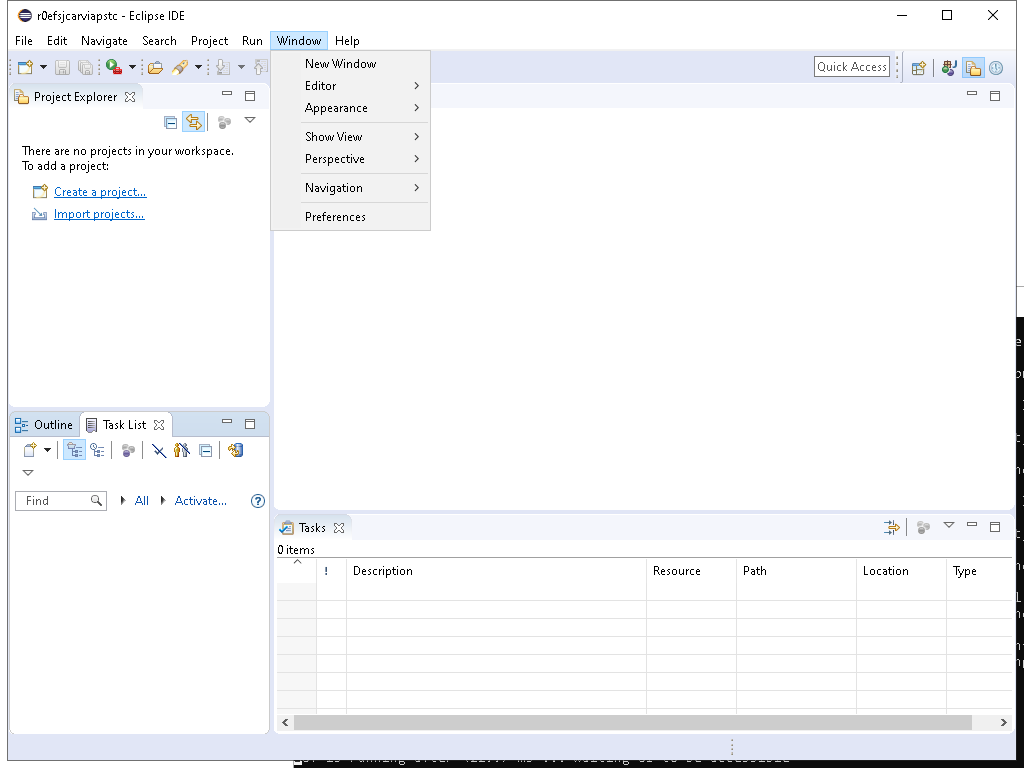 r0efsjcarviapstc - Eclipse IDE
File Edit Navigate Search Project Run Window Help
Quick Access
New Window
Editor
Appearance
Show View
Perspective
Navigation
Preferences
Project Explorer
There are no projects in your workspace.
To add a project:
Create a project...
Import projects...
Outline Task List
Find All Activate...
Tasks
0 items
! Description Resource Path Location Type